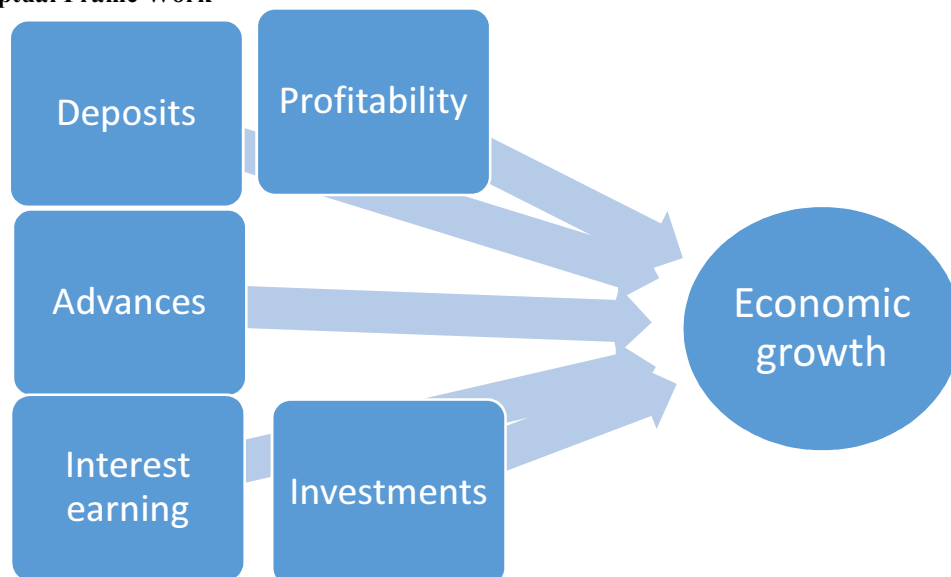 Deposits
Profitability
Advances
Economic
growth
Interest
earning
Investments